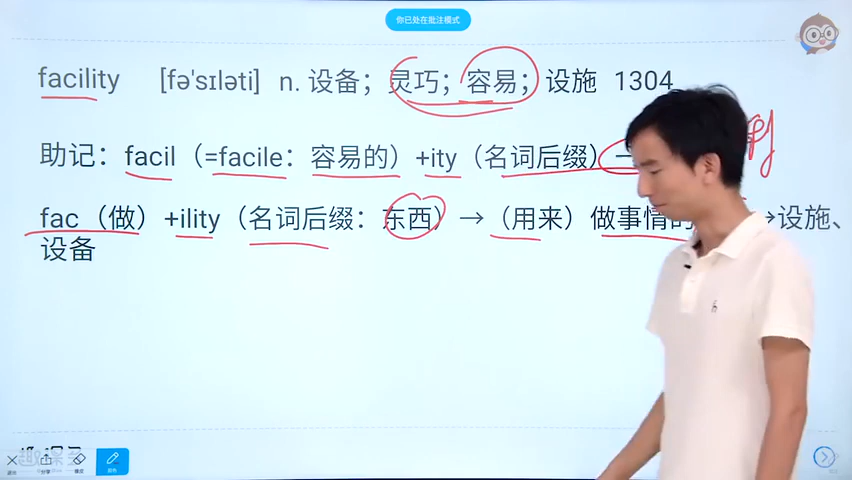 你已处在批注模式
facility [fə'sɪləti] n. 设备；灵巧；容易；设施 1304
助记：facil（=facile：容易的）+ity（名词后缀）
fac（做）+ility（名词后缀：东西）→（用来）做事情的 →设施、
设备